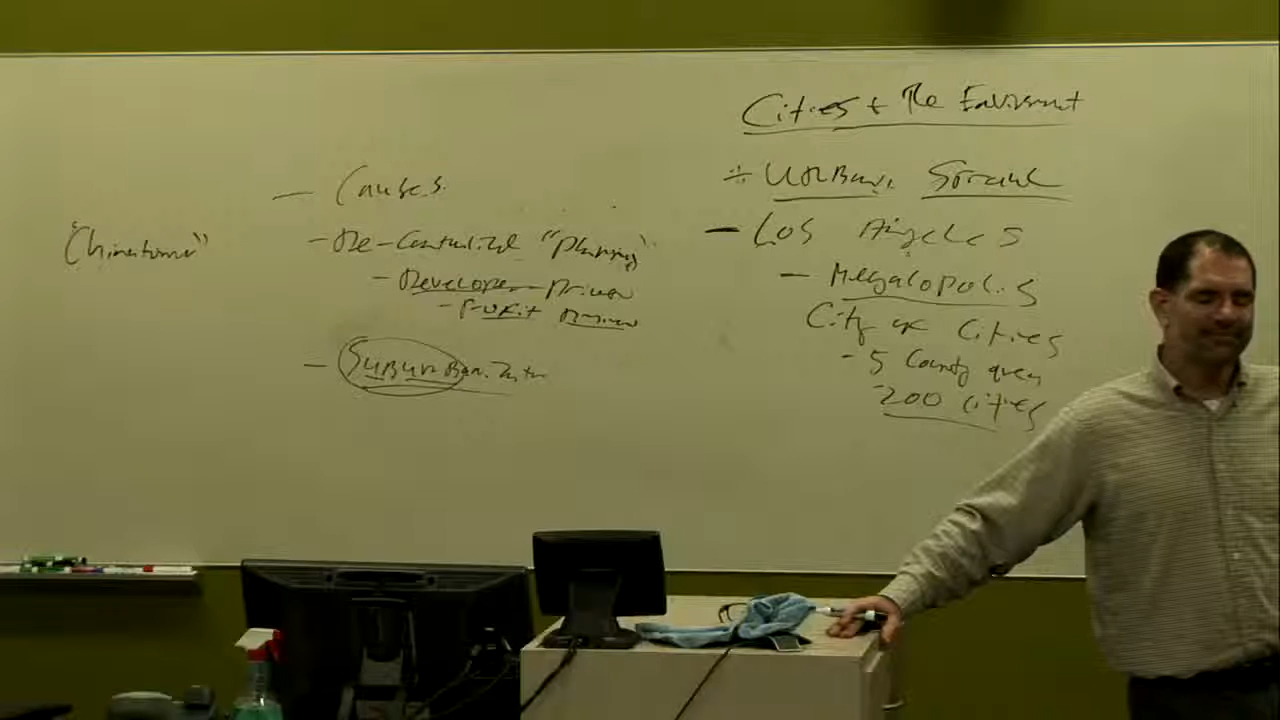 Cities + The Enviroment
÷ Urban Sprawl
- Los Angeles
- Megalopolis
City of Cities
- 5 County area
200 cities
- Causes
- De-Centralized "planning"
- Developer Driven
- Profit Driven
- Suburbanization
"Chinatown"